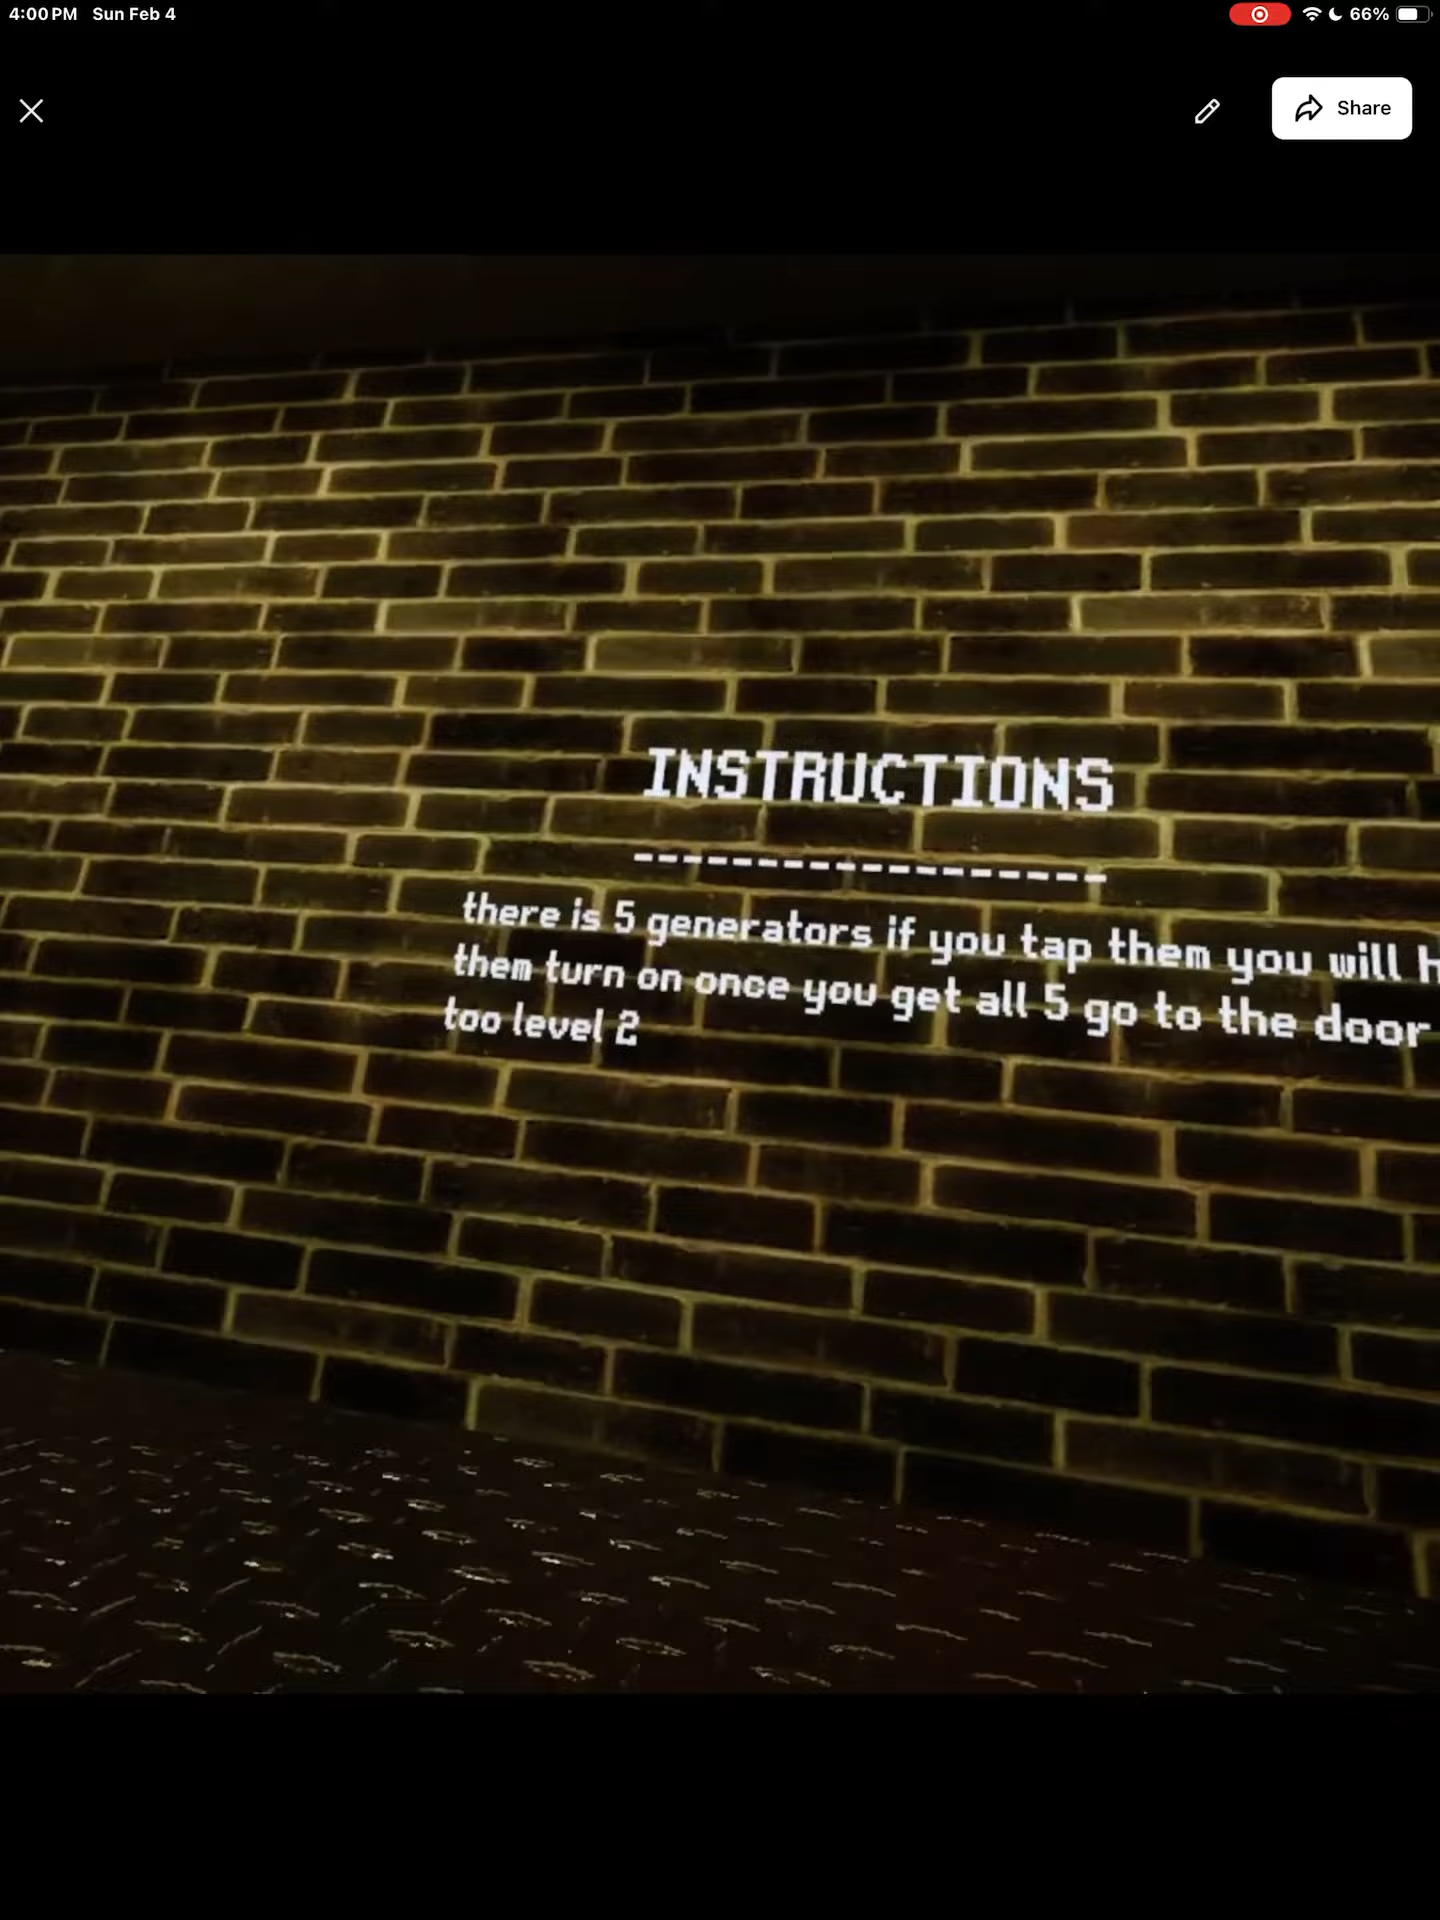 4:00 PM Sun Feb 4
66%
Share
INSTRUCTIONS
-----------------
there is 5 generators if you tap them you will
them turn on once you get all 5 go to the door
too level 2